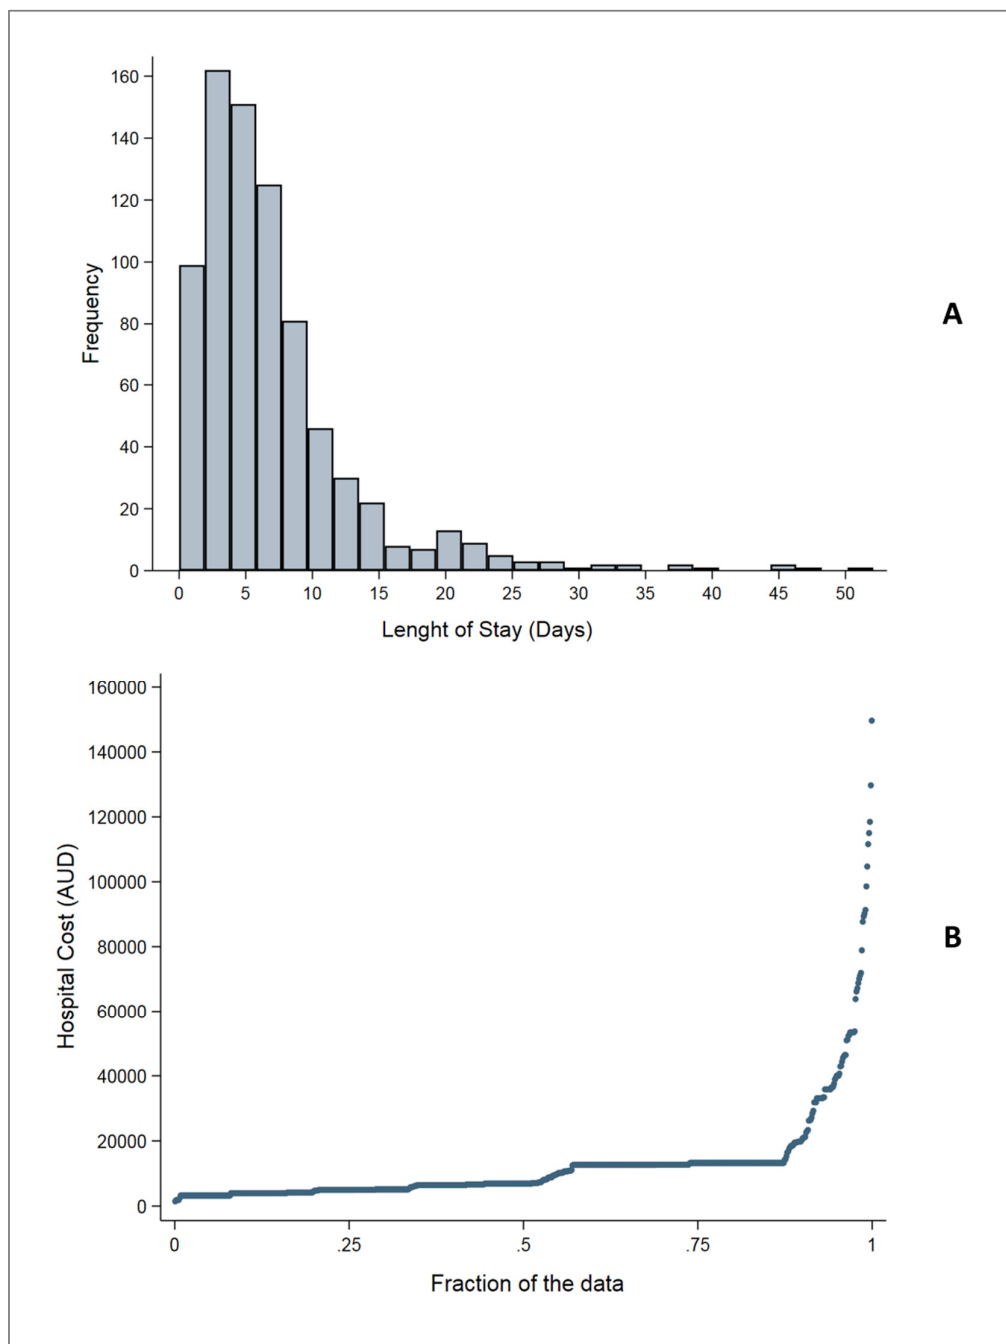 160
140
120
100
80
60
40
20
0
Frequency
0 5 10 15 20 25 30 35 40 45 50
Lenght of Stay (Days)
A
160000
140000
120000
100000
80000
60000
40000
20000
0
Hospital Cost (AUD)
0 .25 .5 .75 1
Fraction of the data
B